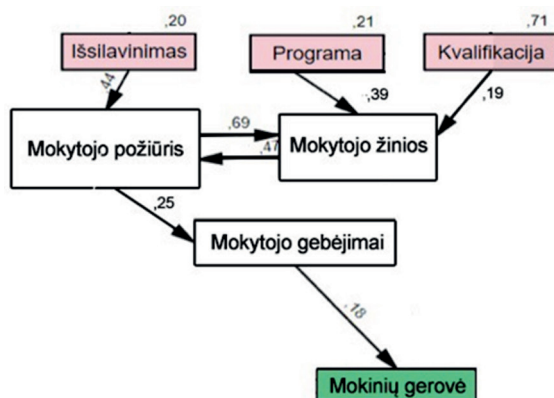 ,20
,21
,71
Išsilavinimas
Programa
Kvalifikacija
,44
,39
,19
Mokytojo požiūris
,69
,47
Mokytojo žinios
,25
Mokytojo gebėjimai
,18
Mokinių gerovė